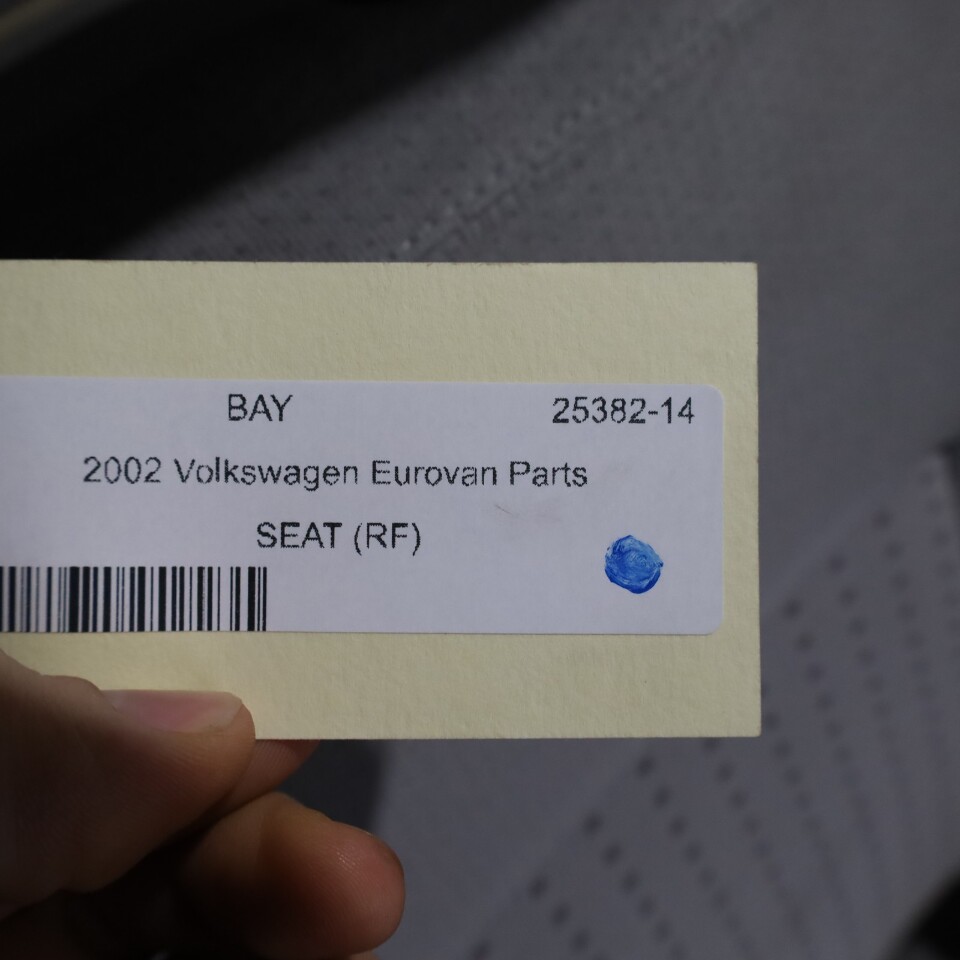 BAY 25382-14
2002 Volkswagen Eurovan Parts
SEAT (RF)